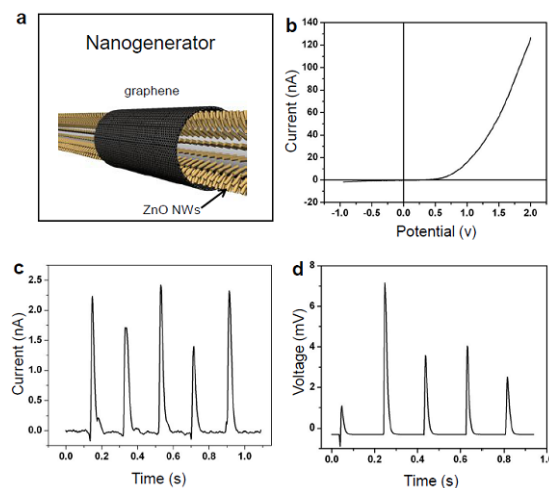 a
Nanogenerator
graphene
ZnO NWs
b
Current (nA)
140
120
100
80
60
40
20
0
-20
-1.0 -0.5 0.0 0.5 1.0 1.5 2.0
Potential (v)
c
Current (nA)
2.5
2.0
1.5
1.0
0.5
0.0
0.0 0.2 0.4 0.6 0.8 1.0
Time (s)
d
Voltage (mV)
8
6
4
2
0
0.0 0.2 0.4 0.6 0.8 1.0
Time (s)